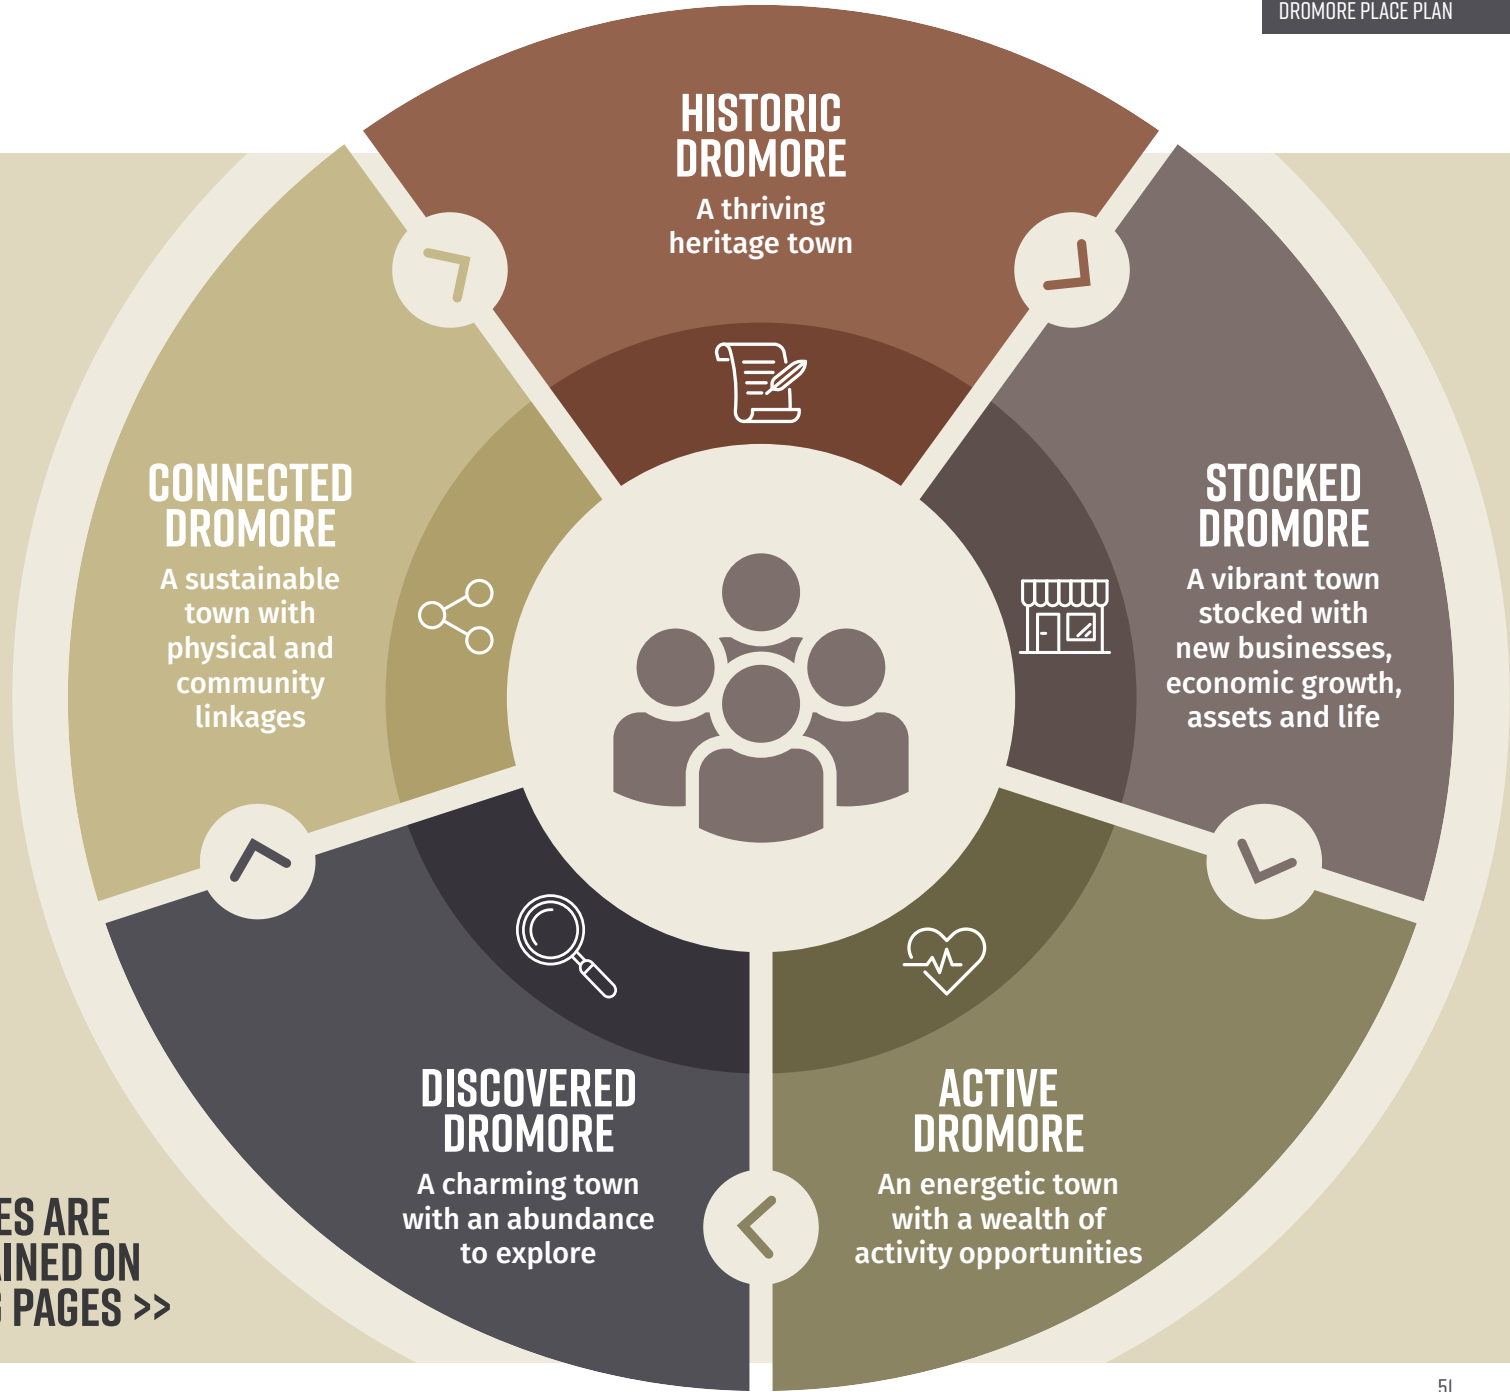 DROMORE PLACE PLAN
HISTORIC
DROMORE
A thriving
heritage town
STOCKED
DROMORE
A vibrant town
stocked with
new businesses,
economic growth,
assets and life
ACTIVE
DROMORE
An energetic town
with a wealth of
activity opportunities
DISCOVERED
DROMORE
A charming town
with an abundance
to explore
CONNECTED
DROMORE
A sustainable
town with
physical and
community
linkages
ARE
ON
PAGES >>
51